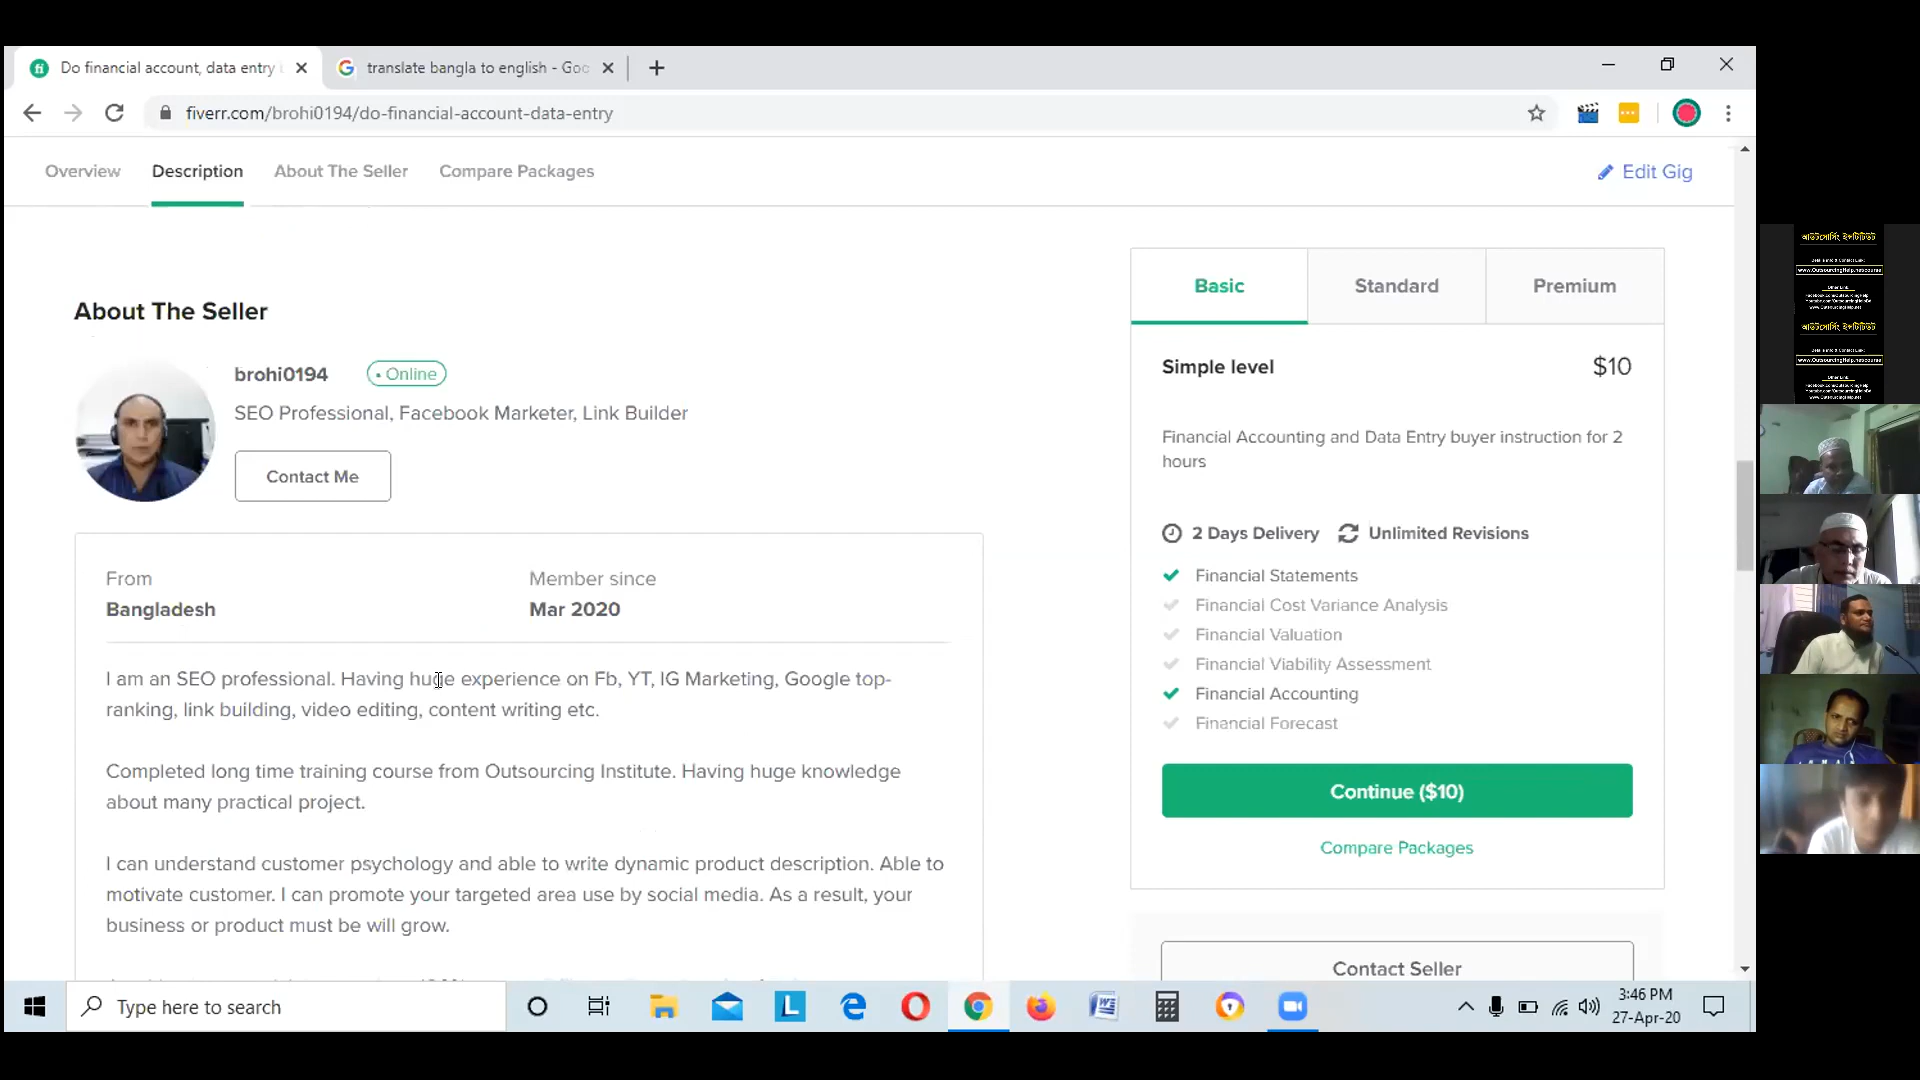 Do financial account, data entry
translate bangla to english - Goo
fiverr.com/brohi0194/do-financial-account-data-entry
Overview
Description
About The Seller
Compare Packages
Edit Gig
About The Seller
brohi0194
• Online
SEO Professional, Facebook Marketer, Link Builder
Contact Me
From
Bangladesh
Member since
Mar 2020
I am an SEO professional. Having huge experience on Fb, YT, IG Marketing, Google top-
ranking, link building, video editing, content writing etc.
Completed long time training course from Outsourcing Institute. Having huge knowledge
about many practical project.
I can understand customer psychology and able to write dynamic product description. Able to
motivate customer. I can promote your targeted area use by social media. As a result, your
business or product must be will grow.
Basic
Standard
Premium
Simple level
$10
Financial Accounting and Data Entry buyer instruction for 2
hours
2 Days Delivery
Unlimited Revisions
Financial Statements
Financial Cost Variance Analysis
Financial Valuation
Financial Viability Assessment
Financial Accounting
Financial Forecast
Continue ($10)
Compare Packages
Contact Seller
Type here to search
3:46 PM
27-Apr-20
আউটসোর্সিং ইন্সটিটিউট
আউটসোর্সিং ইন্সটিটিউট